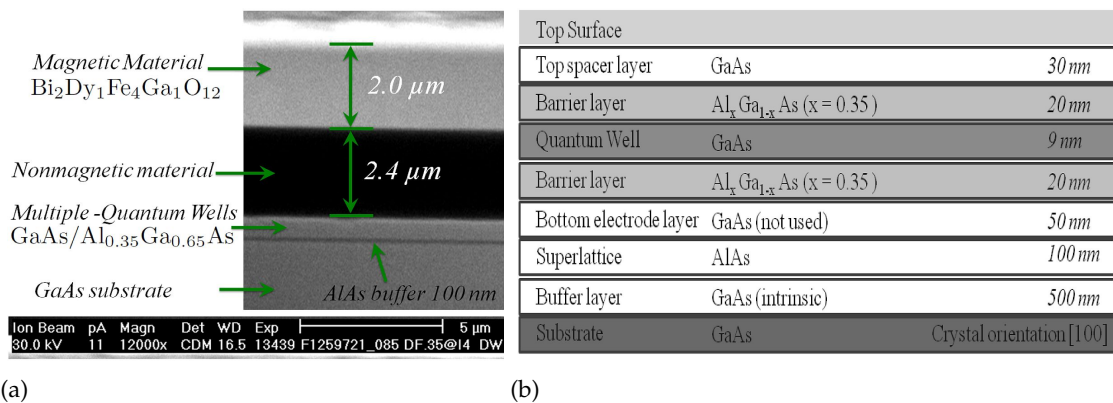 Magnetic Material
Bi₂Dy₁Fe₄Ga₁O₁₂
2.0 µm
Nonmagnetic material
2.4 µm
Multiple -Quantum Wells
GaAs/Al₀.₃₅Ga₀.₆₅As
GaAs substrate
AlAs buffer 100 nm
Ion Beam pA Magn Det WD Exp 5 µm
30.0 kV 11 12000x CDM 16.5 13439 F1259721_085 DF.35@I4 DW
(a)
Top Surface
Top spacer layer GaAs 30 nm
Barrier layer AlₓGa₁₋ₓAs (x = 0.35) 20 nm
Quantum Well GaAs 9 nm
Barrier layer AlₓGa₁₋ₓAs (x = 0.35) 20 nm
Bottom electrode layer GaAs (not used) 50 nm
Superlattice AlAs 100 nm
Buffer layer GaAs (intrinsic) 500 nm
Substrate GaAs Crystal orientation [100]
(b)